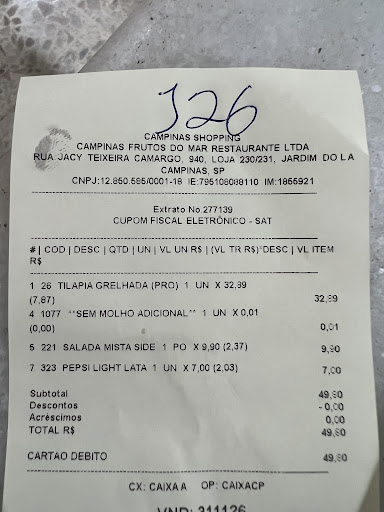 326
CAMPINAS SHOPPING
CAMPINAS FRUTOS DO MAR RESTAURANTE LTDA
RUA JACY TEIXEIRA CAMARGO, 940, LOJA 230/231, JARDIM DO LA
CAMPINAS, SP
CNPJ:12.850.585/0001-18 IE:795108088110 IM:1865921
Extrato No.277139
CUPOM FISCAL ELETRÔNICO - SAT
# | COD | DESC | QTD | UN | VL UN R$ | (VL TR R$)*DESC | VL ITEM
R$
1 26 TILAPIA GRELHADA (PRO) 1 UN X 32,89
(7,87) 32,89
4 1077 **SEM MOLHO ADICIONAL** 1 UN X 0,01
(0,00) 0,01
5 221 SALADA MISTA SIDE 1 PO X 9,90 (2,37) 9,90
7 323 PEPSI LIGHT LATA 1 UN X 7,00 (2,03) 7,00
Subtotal 49,80
Descontos - 0,00
Acréscimos 0,00
TOTAL R$ 49,80
CARTAO DEBITO 49,80
CX: CAIXA A OP: CAIXACP
VND: 311126